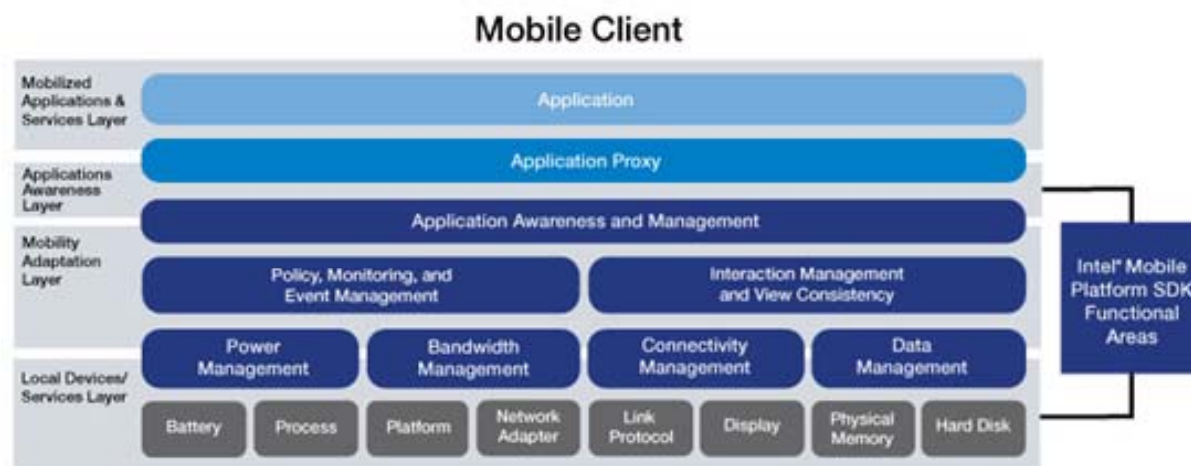 Mobile Client
Mobilized
Applications &
Services Layer
Application
Application Proxy
Applications
Awareness
Layer
Application Awareness and Management
Mobility
Adaptation
Layer
Policy, Monitoring, and
Event Management
Interaction Management
and View Consistency
Intel® Mobile
Platform SDK
Functional
Areas
Power
Management
Bandwidth
Management
Connectivity
Management
Data
Management
Local Devices/
Services Layer
Battery
Process
Platform
Network
Adapter
Link
Protocol
Display
Physical
Memory
Hard Disk